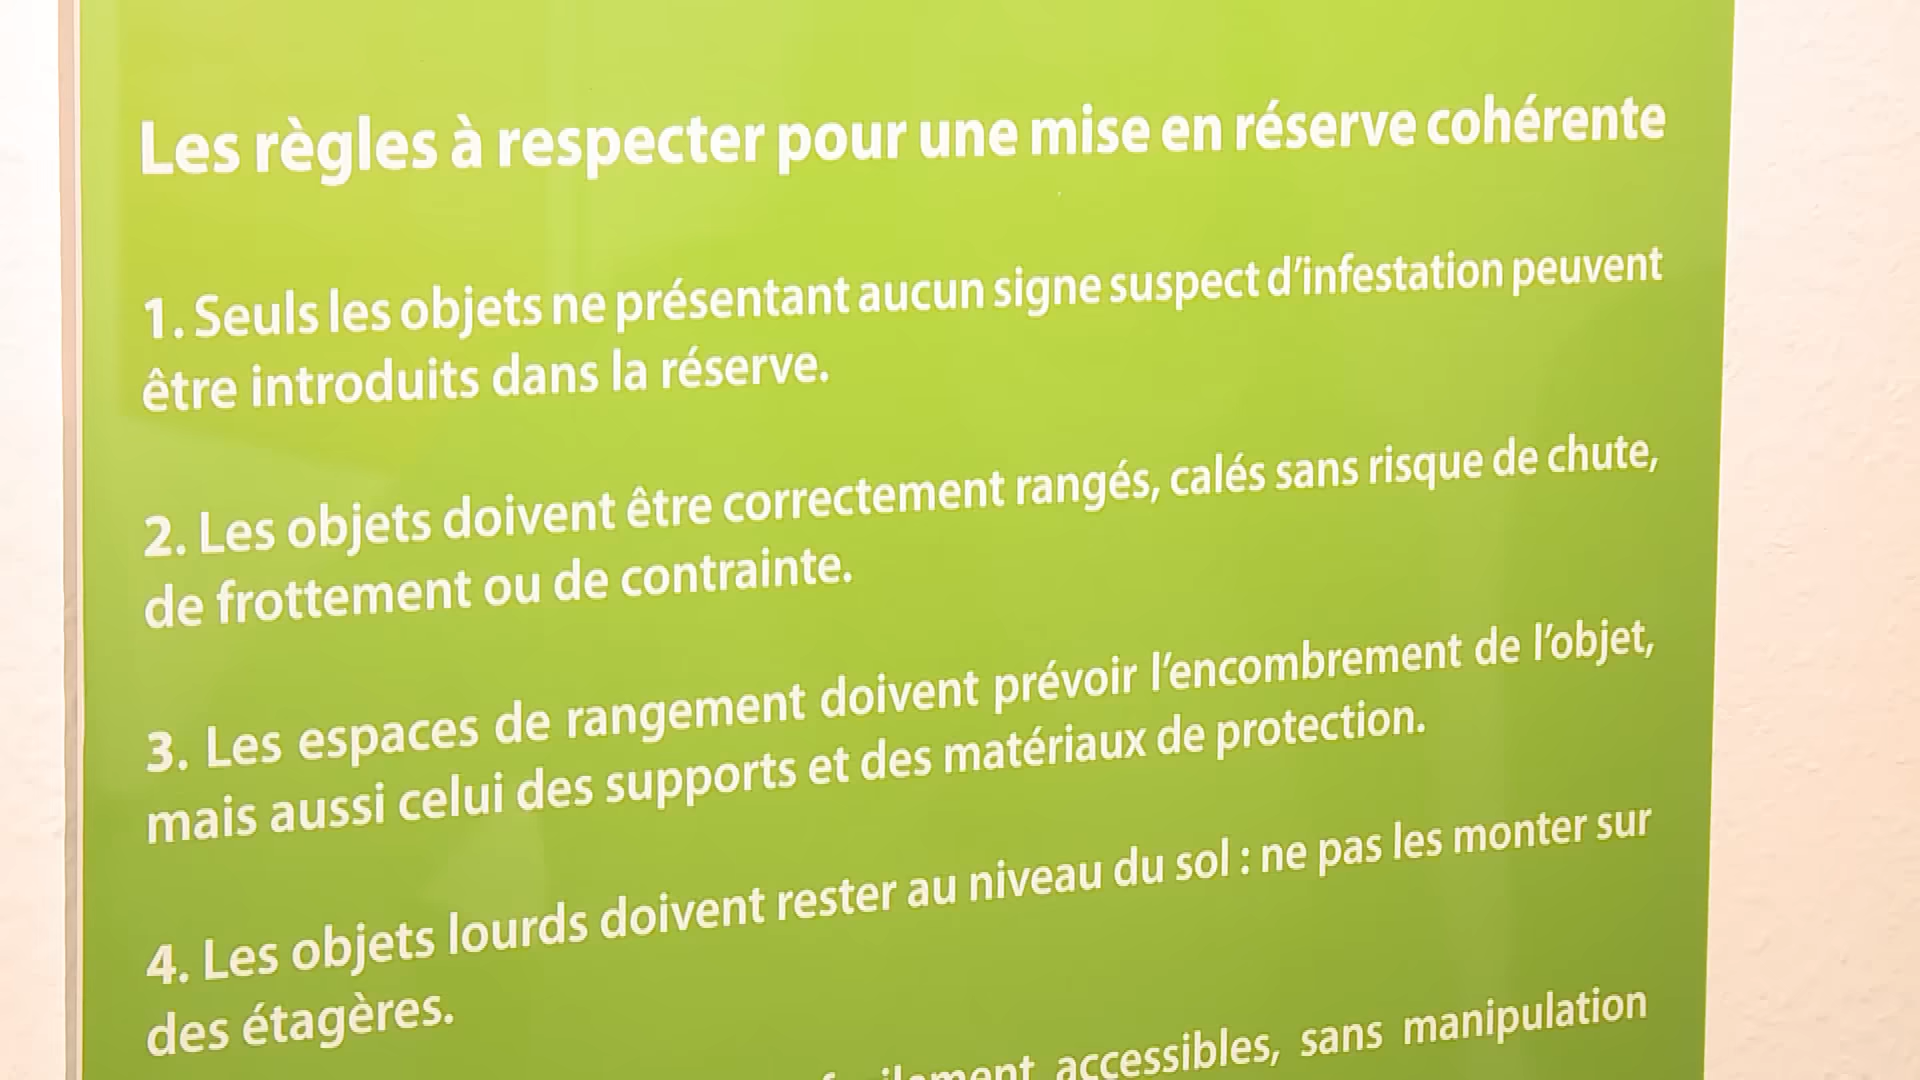 Les règles à respecter pour une mise en réserve cohérente
1. Seuls les objets ne présentant aucun signe suspect d'infestation peuvent
être introduits dans la réserve.
2. Les objets doivent être correctement rangés, calés sans risque de chute,
de frottement ou de contrainte.
3. Les espaces de rangement doivent prévoir l'encombrement de l'objet,
mais aussi celui des supports et des matériaux de protection.
4. Les objets lourds doivent rester au niveau du sol : ne pas les monter sur
des étagères.
facilement accessibles, sans manipulation